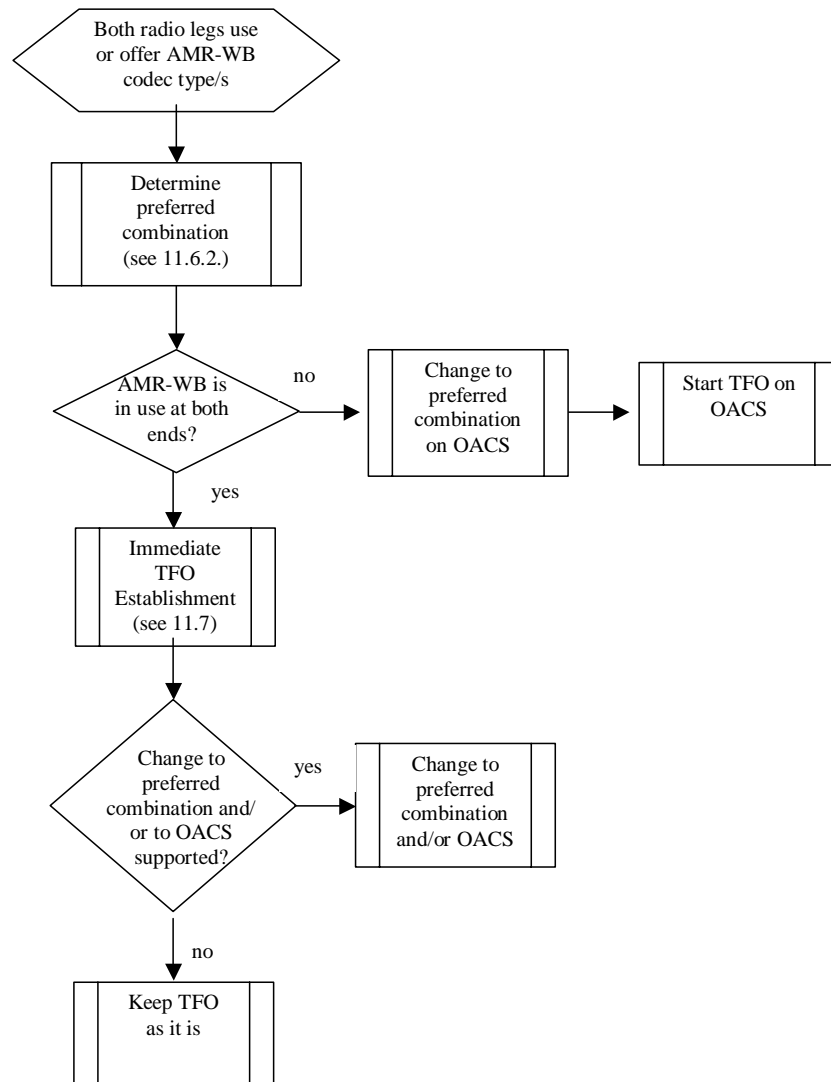 Both radio legs use
or offer AMR-WB
codec type/s
Determine
preferred
combination
(see 11.6.2.)
AMR-WB is
in use at both
ends?
no
Change to
preferred
combination
on OACS
Start TFO on
OACS
yes
Immediate
TFO
Establishment
(see 11.7)
Change to
preferred
combination and/
or to OACS
supported?
yes
Change to
preferred
combination
and/or OACS
no
Keep TFO
as it is